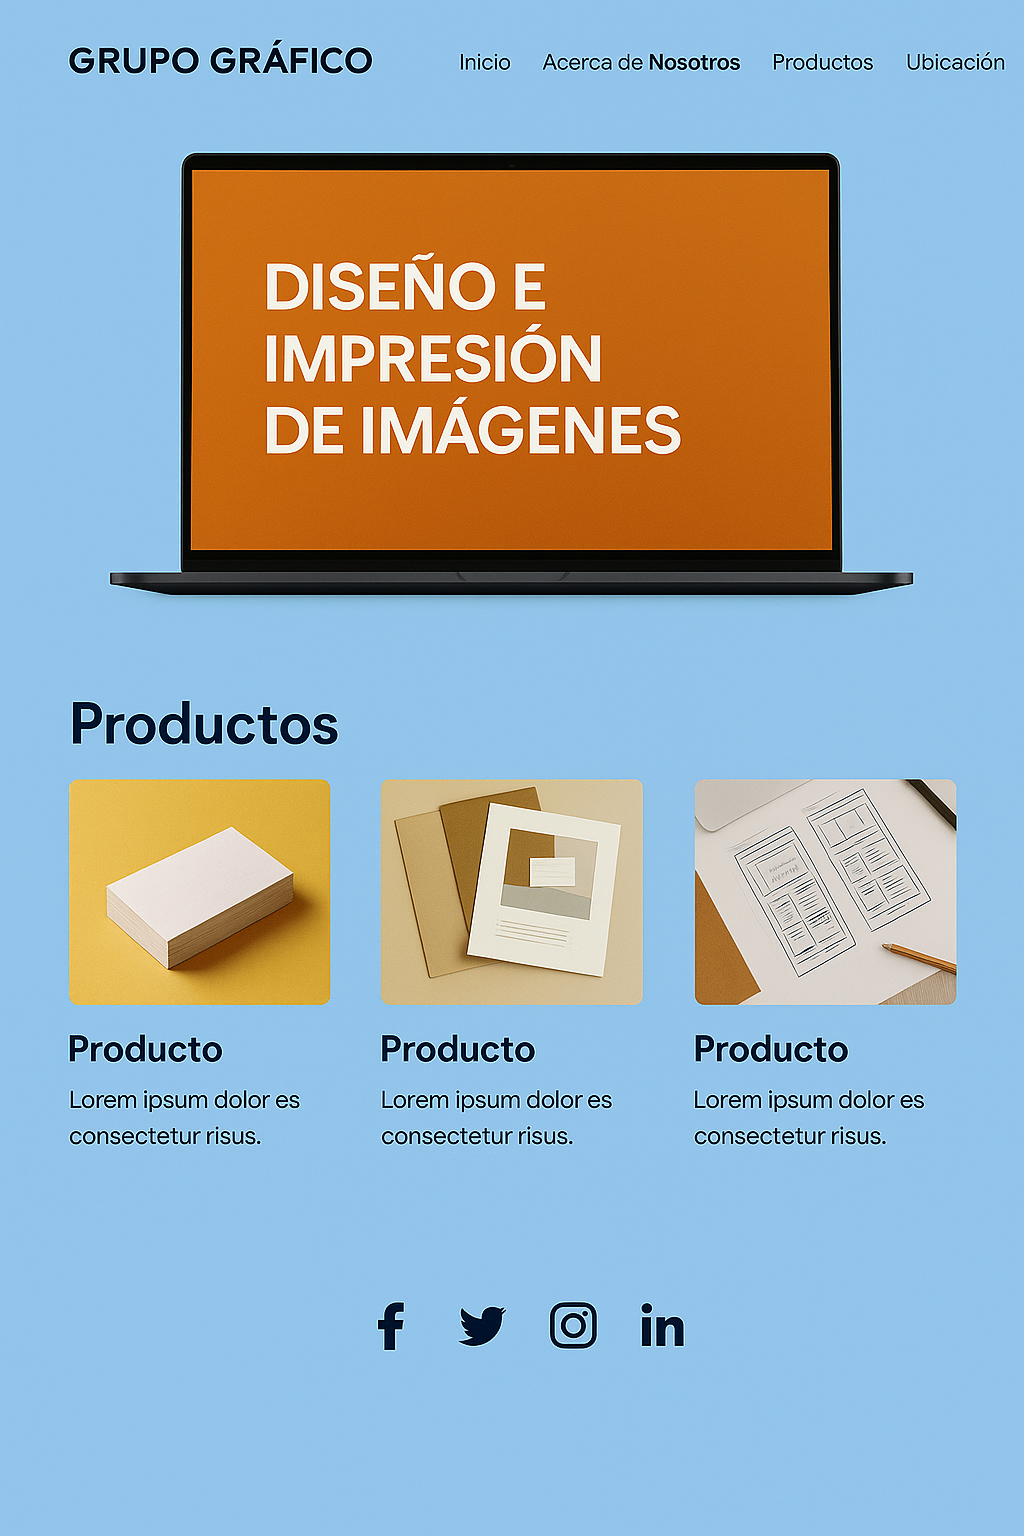 GRUPO GRÁFICO
Inicio Acerca de Nosotros Productos Ubicación
DISEÑO E
IMPRESIÓN
DE IMÁGENES
Productos
Producto
Lorem ipsum dolor es
consectetur risus.
Producto
Lorem ipsum dolor es
consectetur risus.
Producto
Lorem ipsum dolor es
consectetur risus.